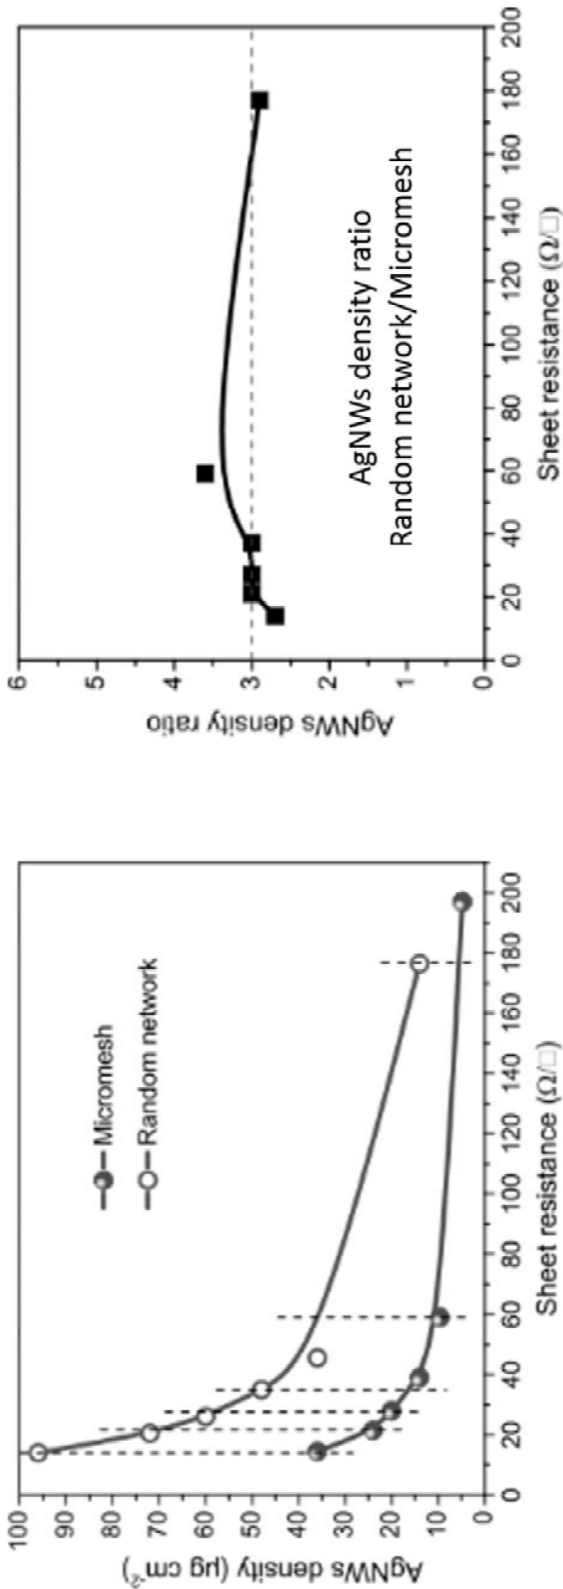 100
90
80
70
60
50
40
30
20
10
0
AgNWs density (μg cm⁻²)
Micromesh
Random network
0 20 40 60 80 100 120 140 160 180 200
Sheet resistance (Ω/□)
6
5
4
3
2
1
0
AgNWs density ratio
AgNWs density ratio
Random network/Micromesh
0 20 40 60 80 100 120 140 160 180 200
Sheet resistance (Ω/□)